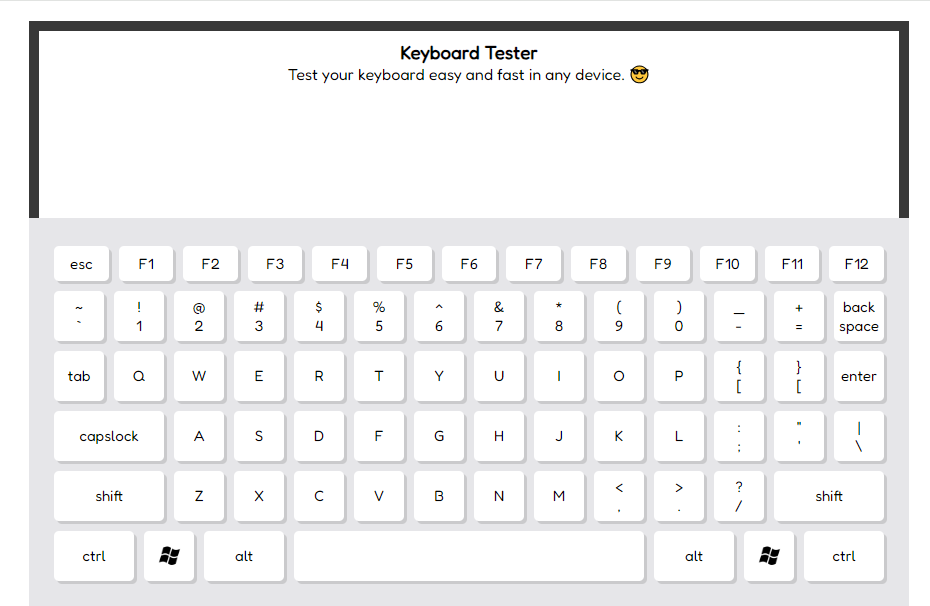 Keyboard Tester
Test your keyboard easy and fast in any device. 😎
esc F1 F2 F3 F4 F5 F6 F7 F8 F9 F10 F11 F12
~ ! @ # $ % ^ & * ( ) _ + back
` 1 2 3 4 5 6 7 8 9 0 - = space
tab Q W E R T Y U I O P { } enter
[ [
capslock A S D F G H J K L : " |
; ' \
shift Z X C V B N M < > ? shift
, . /
ctrl alt alt ctrl